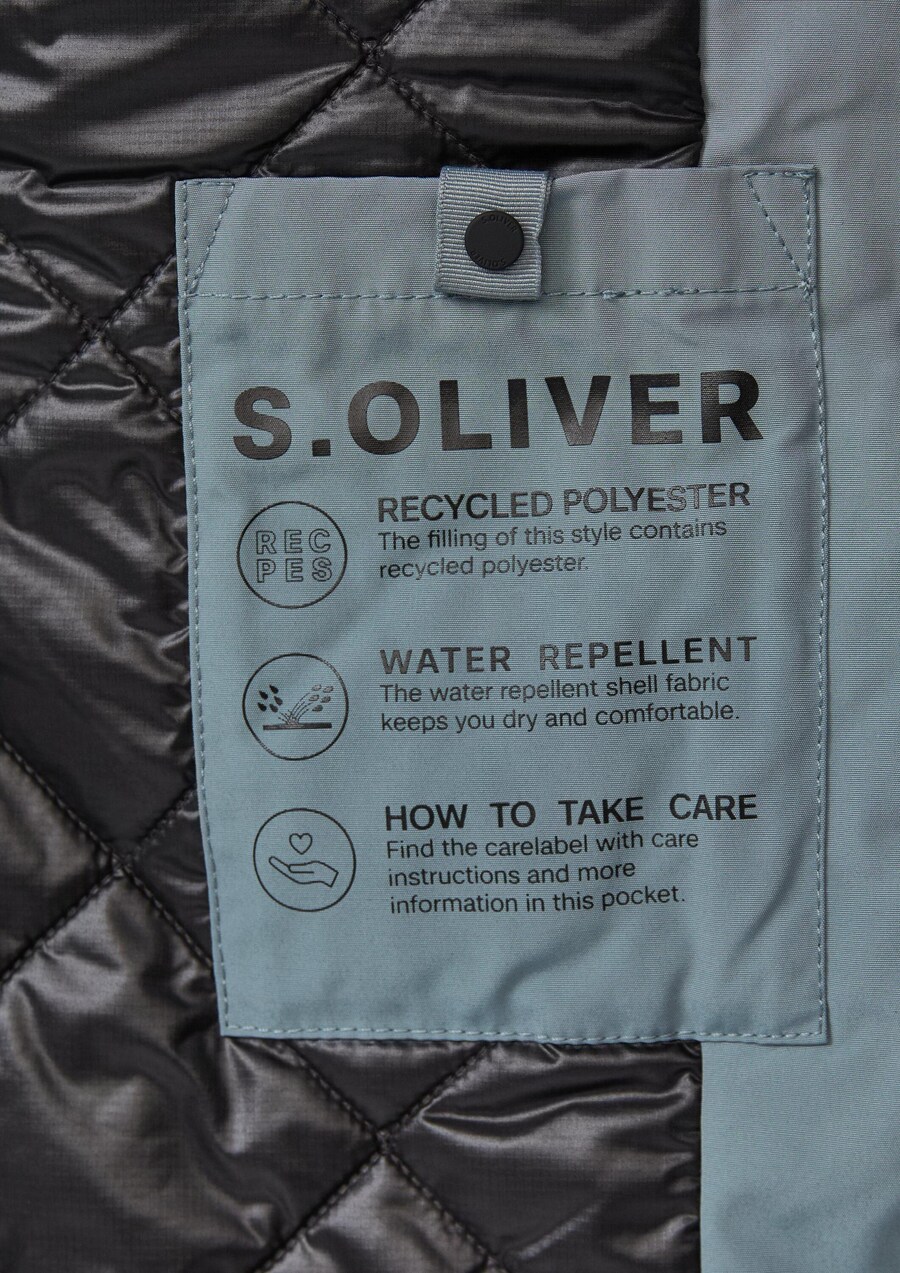 S.OLIVER
RECYCLED POLYESTER
The filling of this style contains
recycled polyester.
REC
PES
WATER REPELLENT
The water repellent shell fabric
keeps you dry and comfortable.
HOW TO TAKE CARE
Find the carelabel with care
instructions and more
information in this pocket.